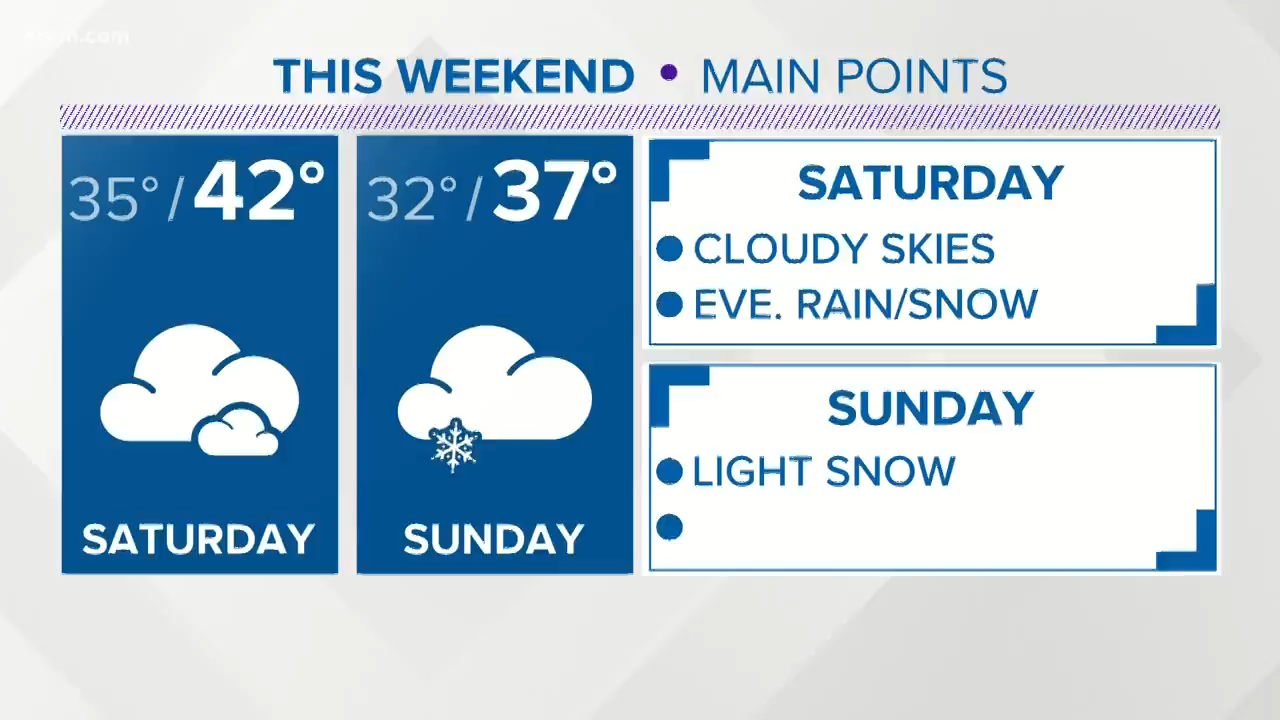 THIS WEEKEND • MAIN POINTS
35°/42°
SATURDAY
32°/37°
SUNDAY
SATURDAY
● CLOUDY SKIES
● EVE. RAIN/SNOW
SUNDAY
● LIGHT SNOW
●